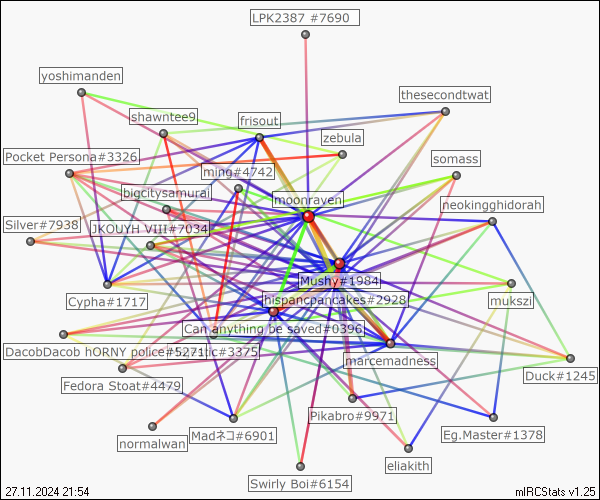 LPK2387 #7690
yoshimanden
thesecondtwat
shawntee9
frisout
zebula
Pocket Persona#3326
somass
ming#4742
bigcitysamurai
moonraven
neokingghidorah
Silver#7938
JKOUYH VIII#7034
Mushy#1984
Cypha#1717
hispancpancakes#2928
mukszi
Can anything be saved#0396
DacobDacob hORNY police#5271
tic#3375
marcemadness
Fedora Stoat#4479
Duck#1245
Pikabro#9971
normalwan
Madネコ#6901
Eg.Master#1378
eliakith
Swirly Boi#6154
27.11.2024 21:54
mIRCStats v1.25